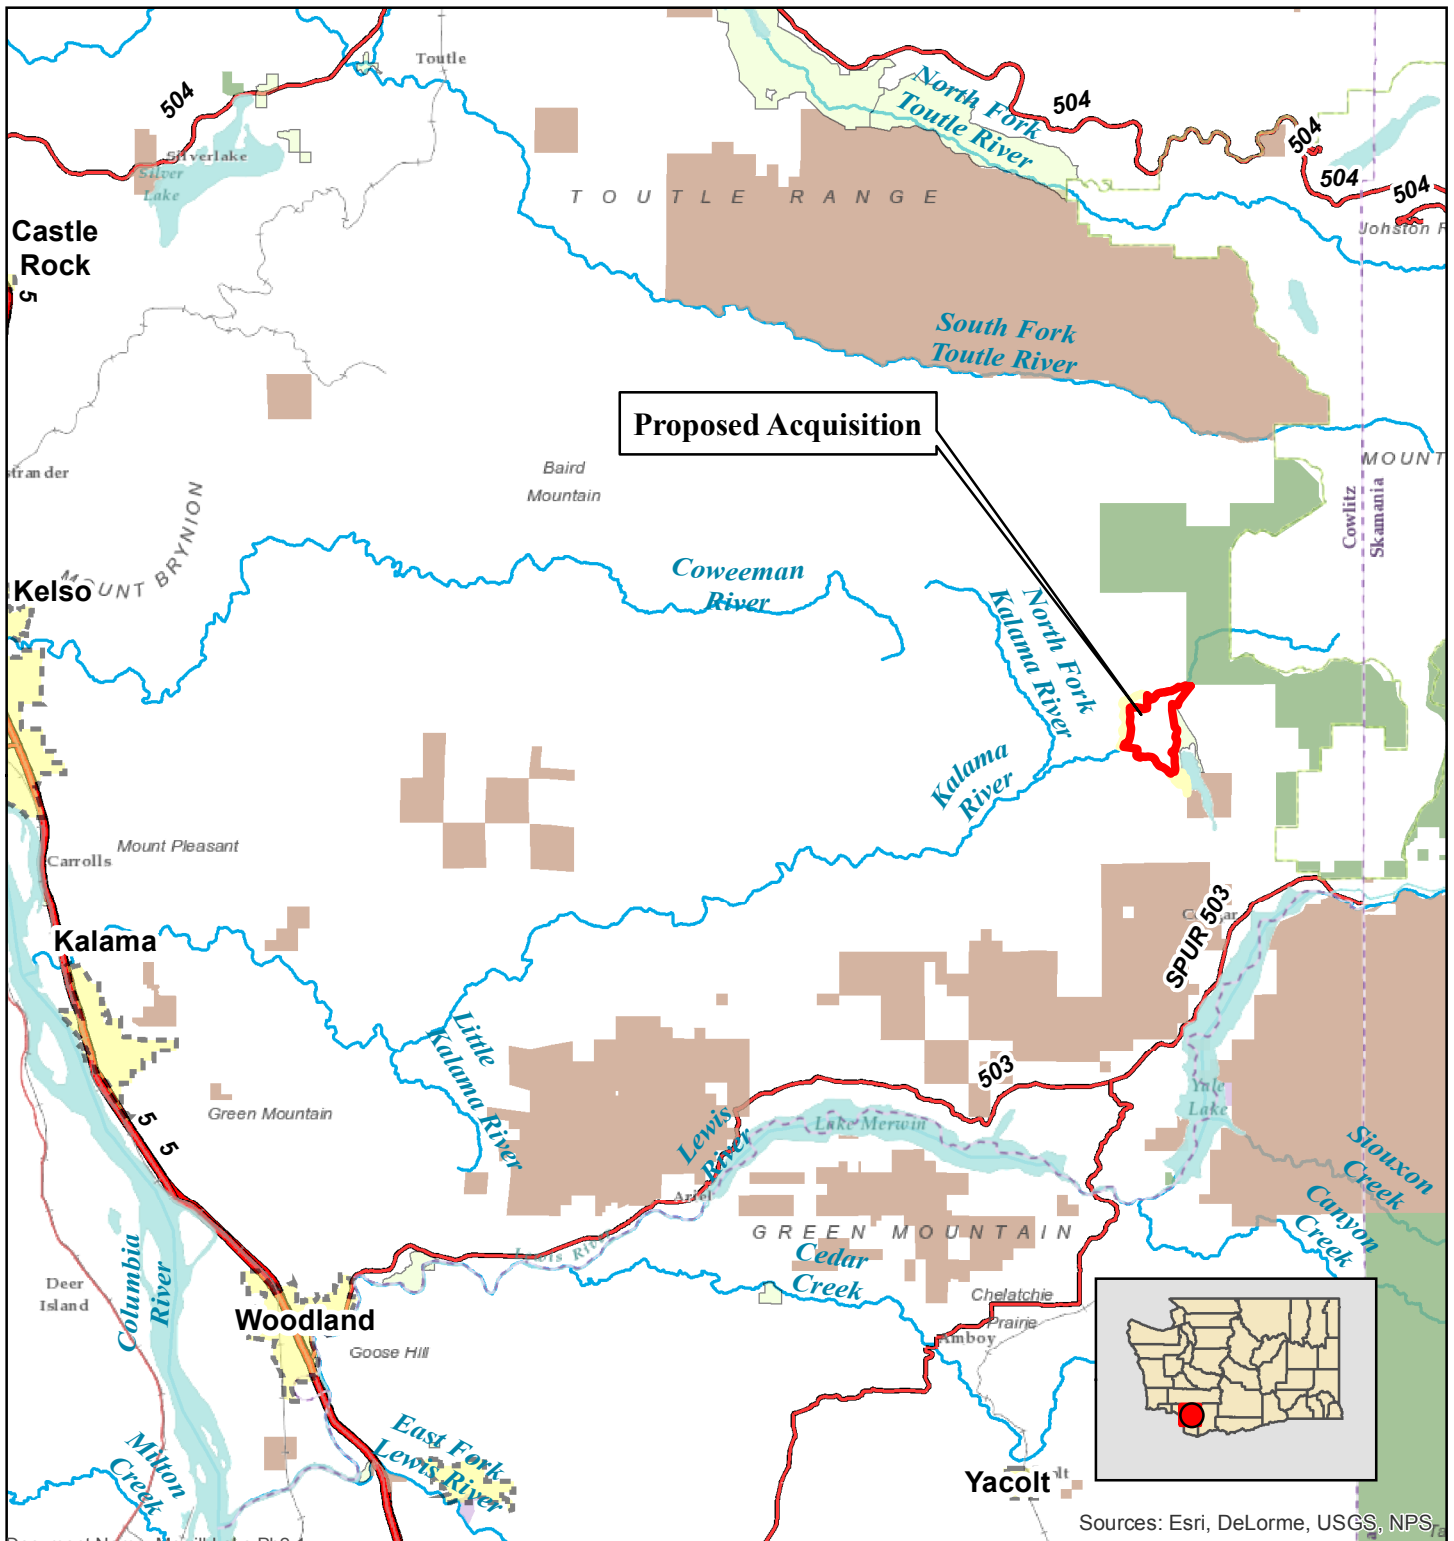 Toutle
504
Silverlake
Silver
Lake
North Fork
Toutle River
504
504
504
504
TOUTLE RANGE
Castle
Rock
5
South Fork
Toutle River
Proposed Acquisition
Baird
Mountain
MOUNT
Cowlitz
Skamania
MOUNT BRYNION
Kelso
Coweeman
River
North Fork
Kalama River
Kalama
River
Mount Pleasant
Carrolls
Kalama
SPUR 503
Little
Kalama River
503
Green Mountain
5
5
Lewis
River
Lake Merwin
Yale
Lake
Ariel
Siouxon
Creek
Canyon
Creek
GREEN MOUNTAIN
Lewis River
Cedar
Creek
Columbia
River
Deer
Island
Woodland
Goose Hill
Chelatchie
Prairie
Amboy
East Fork
Lewis River
Milton
Creek
Yacolt
Sources: Esri, DeLorme, USGS, NPS